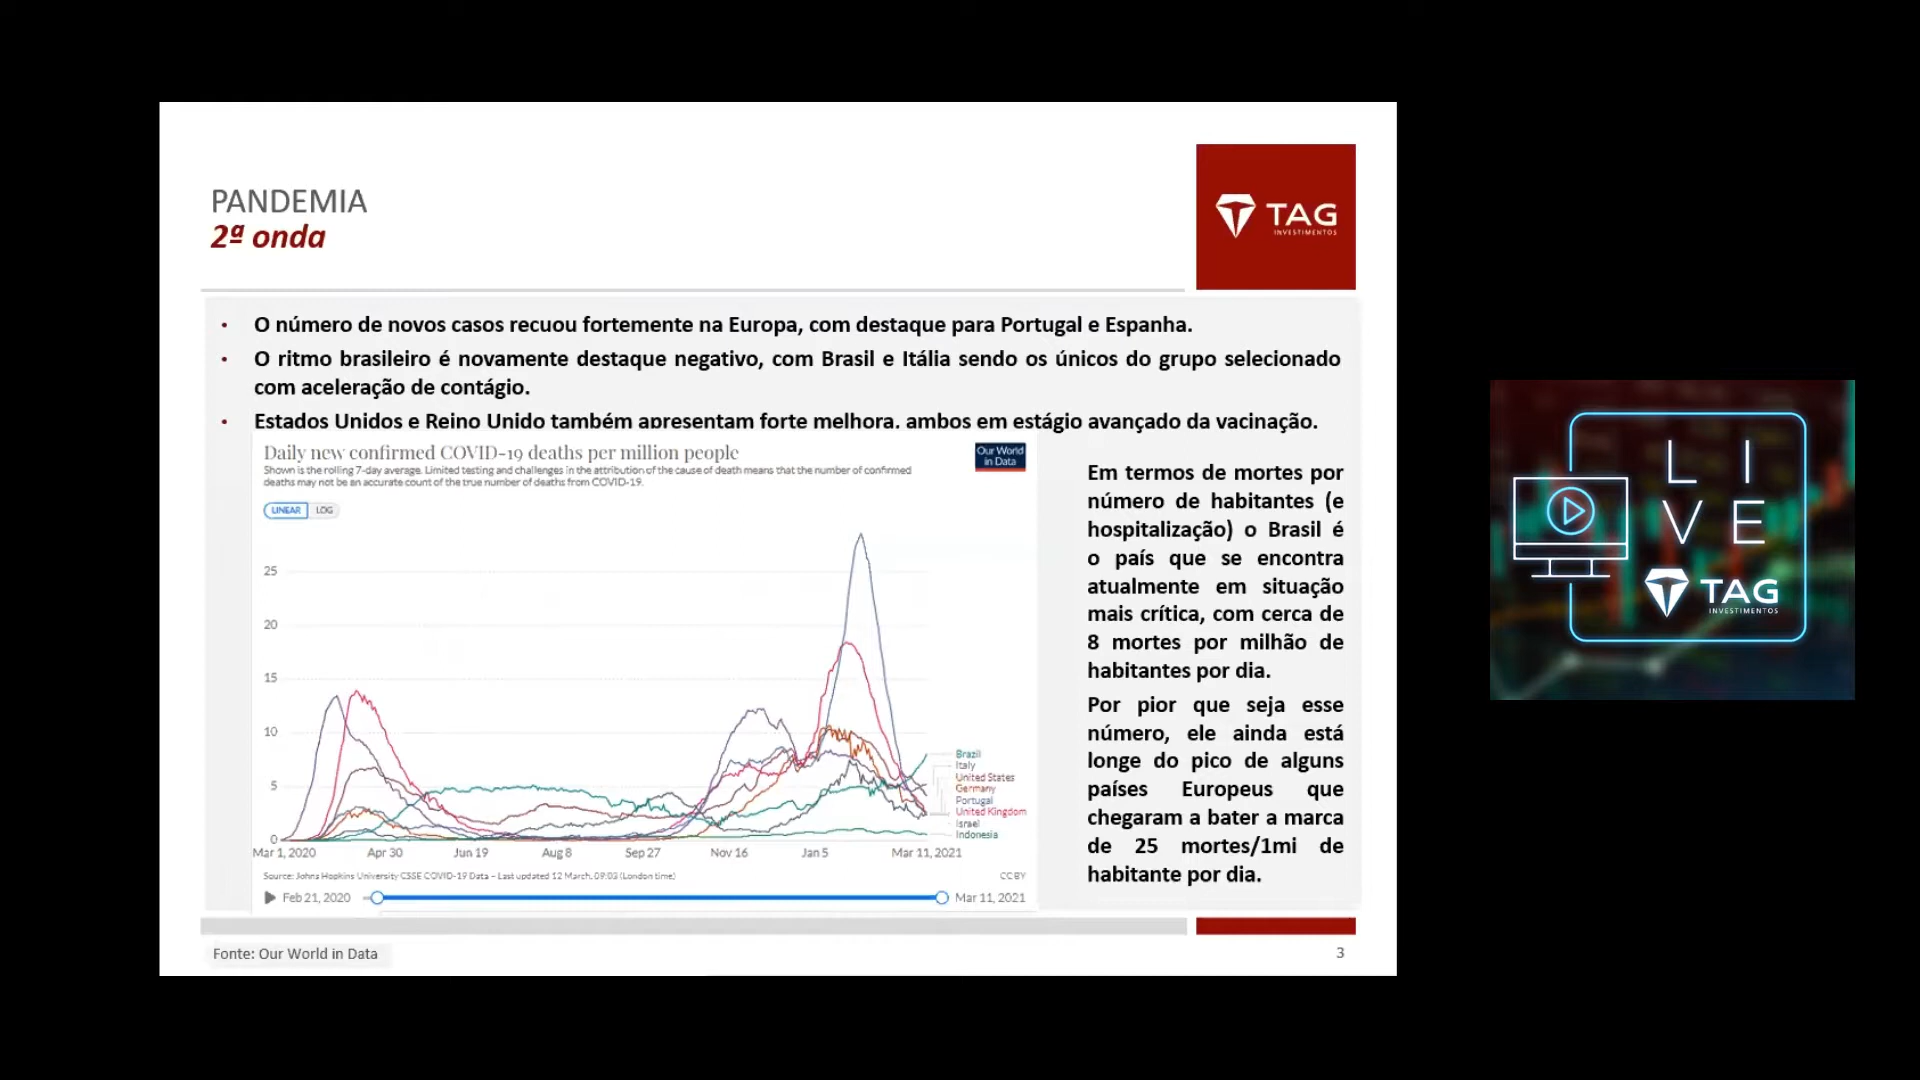 PANDEMIA
2ª onda
TAG
INVESTIMENTOS
• O número de novos casos recuou fortemente na Europa, com destaque para Portugal e Espanha.
• O ritmo brasileiro é novamente destaque negativo, com Brasil e Itália sendo os únicos do grupo selecionado
com aceleração de contágio.
• Estados Unidos e Reino Unido também apresentam forte melhora, ambos em estágio avançado da vacinação.
Daily new confirmed COVID-19 deaths per million people
Shown is the rolling 7-day average. Limited testing and challenges in the attribution of the cause of death means that the number of confirmed
deaths may not be an accurate count of the true number of deaths from COVID-19.
Our World
in Data
LINEAR LOG
25
20
15
10
5
0
Brazil
Italy
United States
Germany
Portugal
United Kingdom
Israel
Indonesia
Mar 1, 2020 Apr 30 Jun 19 Aug 8 Sep 27 Nov 16 Jan 5 Mar 11, 2021
Source: Johns Hopkins University CSSE COVID-19 Data – Last updated 12 March, 09:03 (London time) CC BY
Feb 21, 2020 Mar 11, 2021
Em termos de mortes por
número de habitantes (e
hospitalização) o Brasil é
o país que se encontra
atualmente em situação
mais crítica, com cerca de
8 mortes por milhão de
habitantes por dia.
Por pior que seja esse
número, ele ainda está
longe do pico de alguns
países Europeus que
chegaram a bater a marca
de 25 mortes/1mi de
habitante por dia.
Fonte: Our World in Data
3
LI
VE
TAG
INVESTIMENTOS